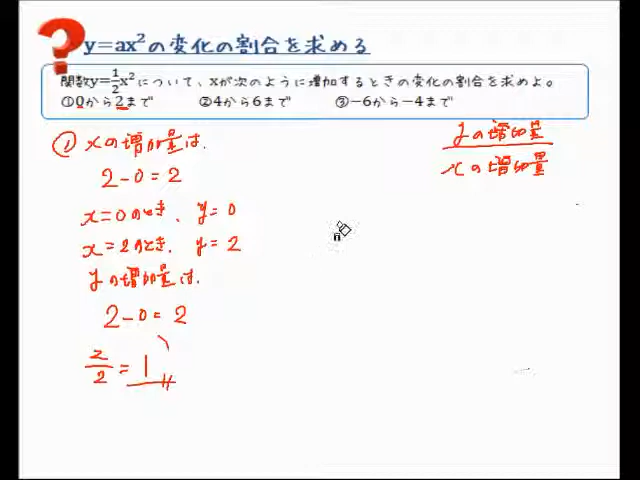 ?
y=ax²の変化の割合を求める
関数y=1/2x²について、xが次のように増加するときの変化の割合を求めよ。
①0から2まで ②4から6まで ③−6から−4まで
yの増加量
xの増加量
① xの増加量は、
2−0=2
x=0のとき、y=0
x=2のとき、y=2
yの増加量は、
2−0=2
2/2=1